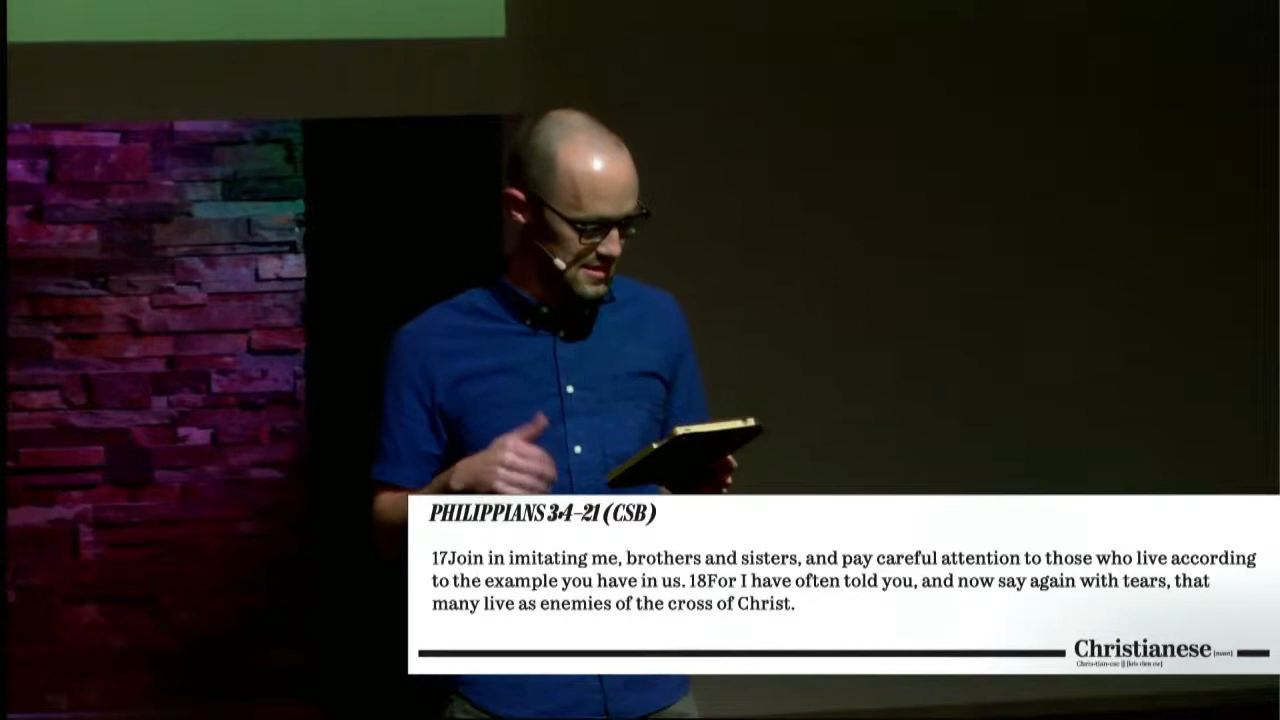 PHILIPPIANS 3:4–21 (CSB)
17Join in imitating me, brothers and sisters, and pay careful attention to those who live according
to the example you have in us. 18For I have often told you, and now say again with tears, that
many live as enemies of the cross of Christ.
Christianese [noun]